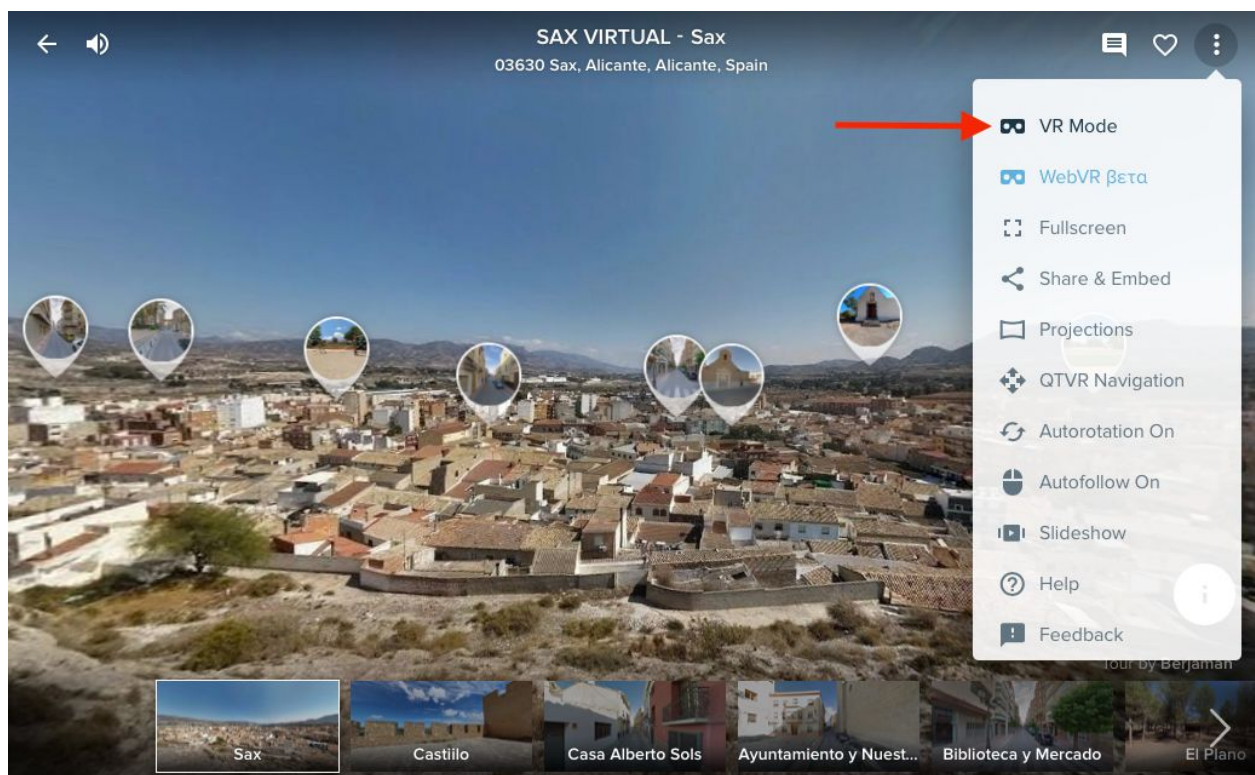 SAX VIRTUAL - Sax
03630 Sax, Alicante, Alicante, Spain
VR Mode
WebVR βετα
Fullscreen
Share & Embed
Projections
QTVR Navigation
Autorotation On
Autofollow On
Slideshow
Help
i
Feedback
Tour by Berjaman
Sax
Castiilo
Casa Alberto Sols
Ayuntamiento y Nuest...
Biblioteca y Mercado
El Plano